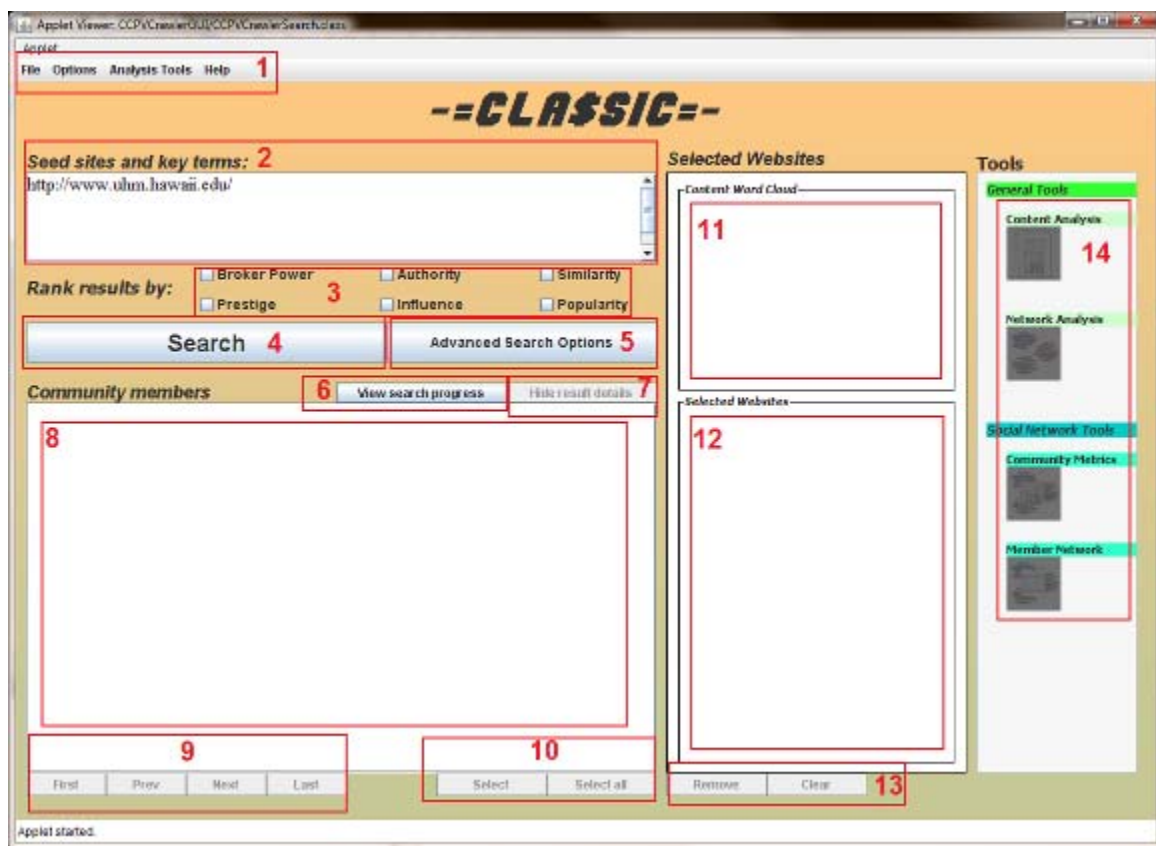 Applet Viewer: CCPVCrawlerGUI/CCPVCrawlerSearch.class
Applet
File Options Analysis Tools Help 1
-=CLA$SIC=-
Seed sites and key terms: 2
http://www.uhm.hawaii.edu/
Rank results by:
Broker Power Authority Similarity
3
Prestige Influence Popularity
Search 4
Advanced Search Options 5
Community members
6 View search progress
Hide result details 7
8
9
First Prev Next Last
10
Select Select all
Selected Websites
Content Word Cloud
11
Selected Websites
12
Remove Clear 13
Tools
General Tools
Content Analysis
14
Network Analysis
Social Network Tools
Community Metrics
Member Network
Applet started.